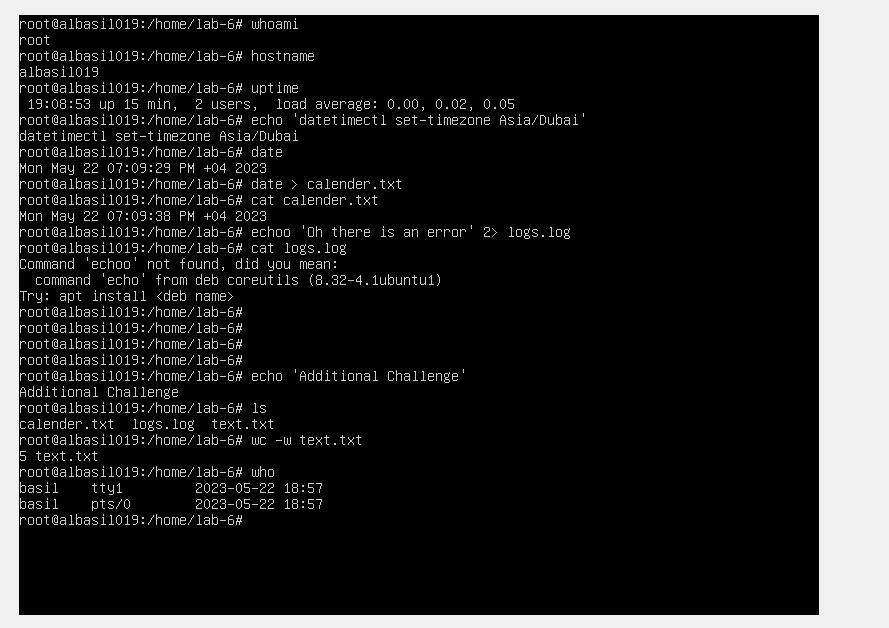 root@albasil019:/home/lab-6# whoami
root
root@albasil019:/home/lab-6# hostname
albasil019
root@albasil019:/home/lab-6# uptime
 19:08:53 up 15 min,  2 users,  load average: 0.00, 0.02, 0.05
root@albasil019:/home/lab-6# echo 'datetimectl set-timezone Asia/Dubai'
datetimectl set-timezone Asia/Dubai
root@albasil019:/home/lab-6# date
Mon May 22 07:09:29 PM +04 2023
root@albasil019:/home/lab-6# date > calender.txt
root@albasil019:/home/lab-6# cat calender.txt
Mon May 22 07:09:38 PM +04 2023
root@albasil019:/home/lab-6# echoo 'Oh there is an error' 2> logs.log
root@albasil019:/home/lab-6# cat logs.log
Command 'echoo' not found, did you mean:
  command 'echo' from deb coreutils (8.32-4.1ubuntu1)
Try: apt install <deb name>
root@albasil019:/home/lab-6#
root@albasil019:/home/lab-6#
root@albasil019:/home/lab-6#
root@albasil019:/home/lab-6#
root@albasil019:/home/lab-6# echo 'Additional Challenge'
Additional Challenge
root@albasil019:/home/lab-6# ls
calender.txt  logs.log  text.txt
root@albasil019:/home/lab-6# wc -w text.txt
5 text.txt
root@albasil019:/home/lab-6# who
basil    tty1         2023-05-22 18:57
basil    pts/0        2023-05-22 18:57
root@albasil019:/home/lab-6#